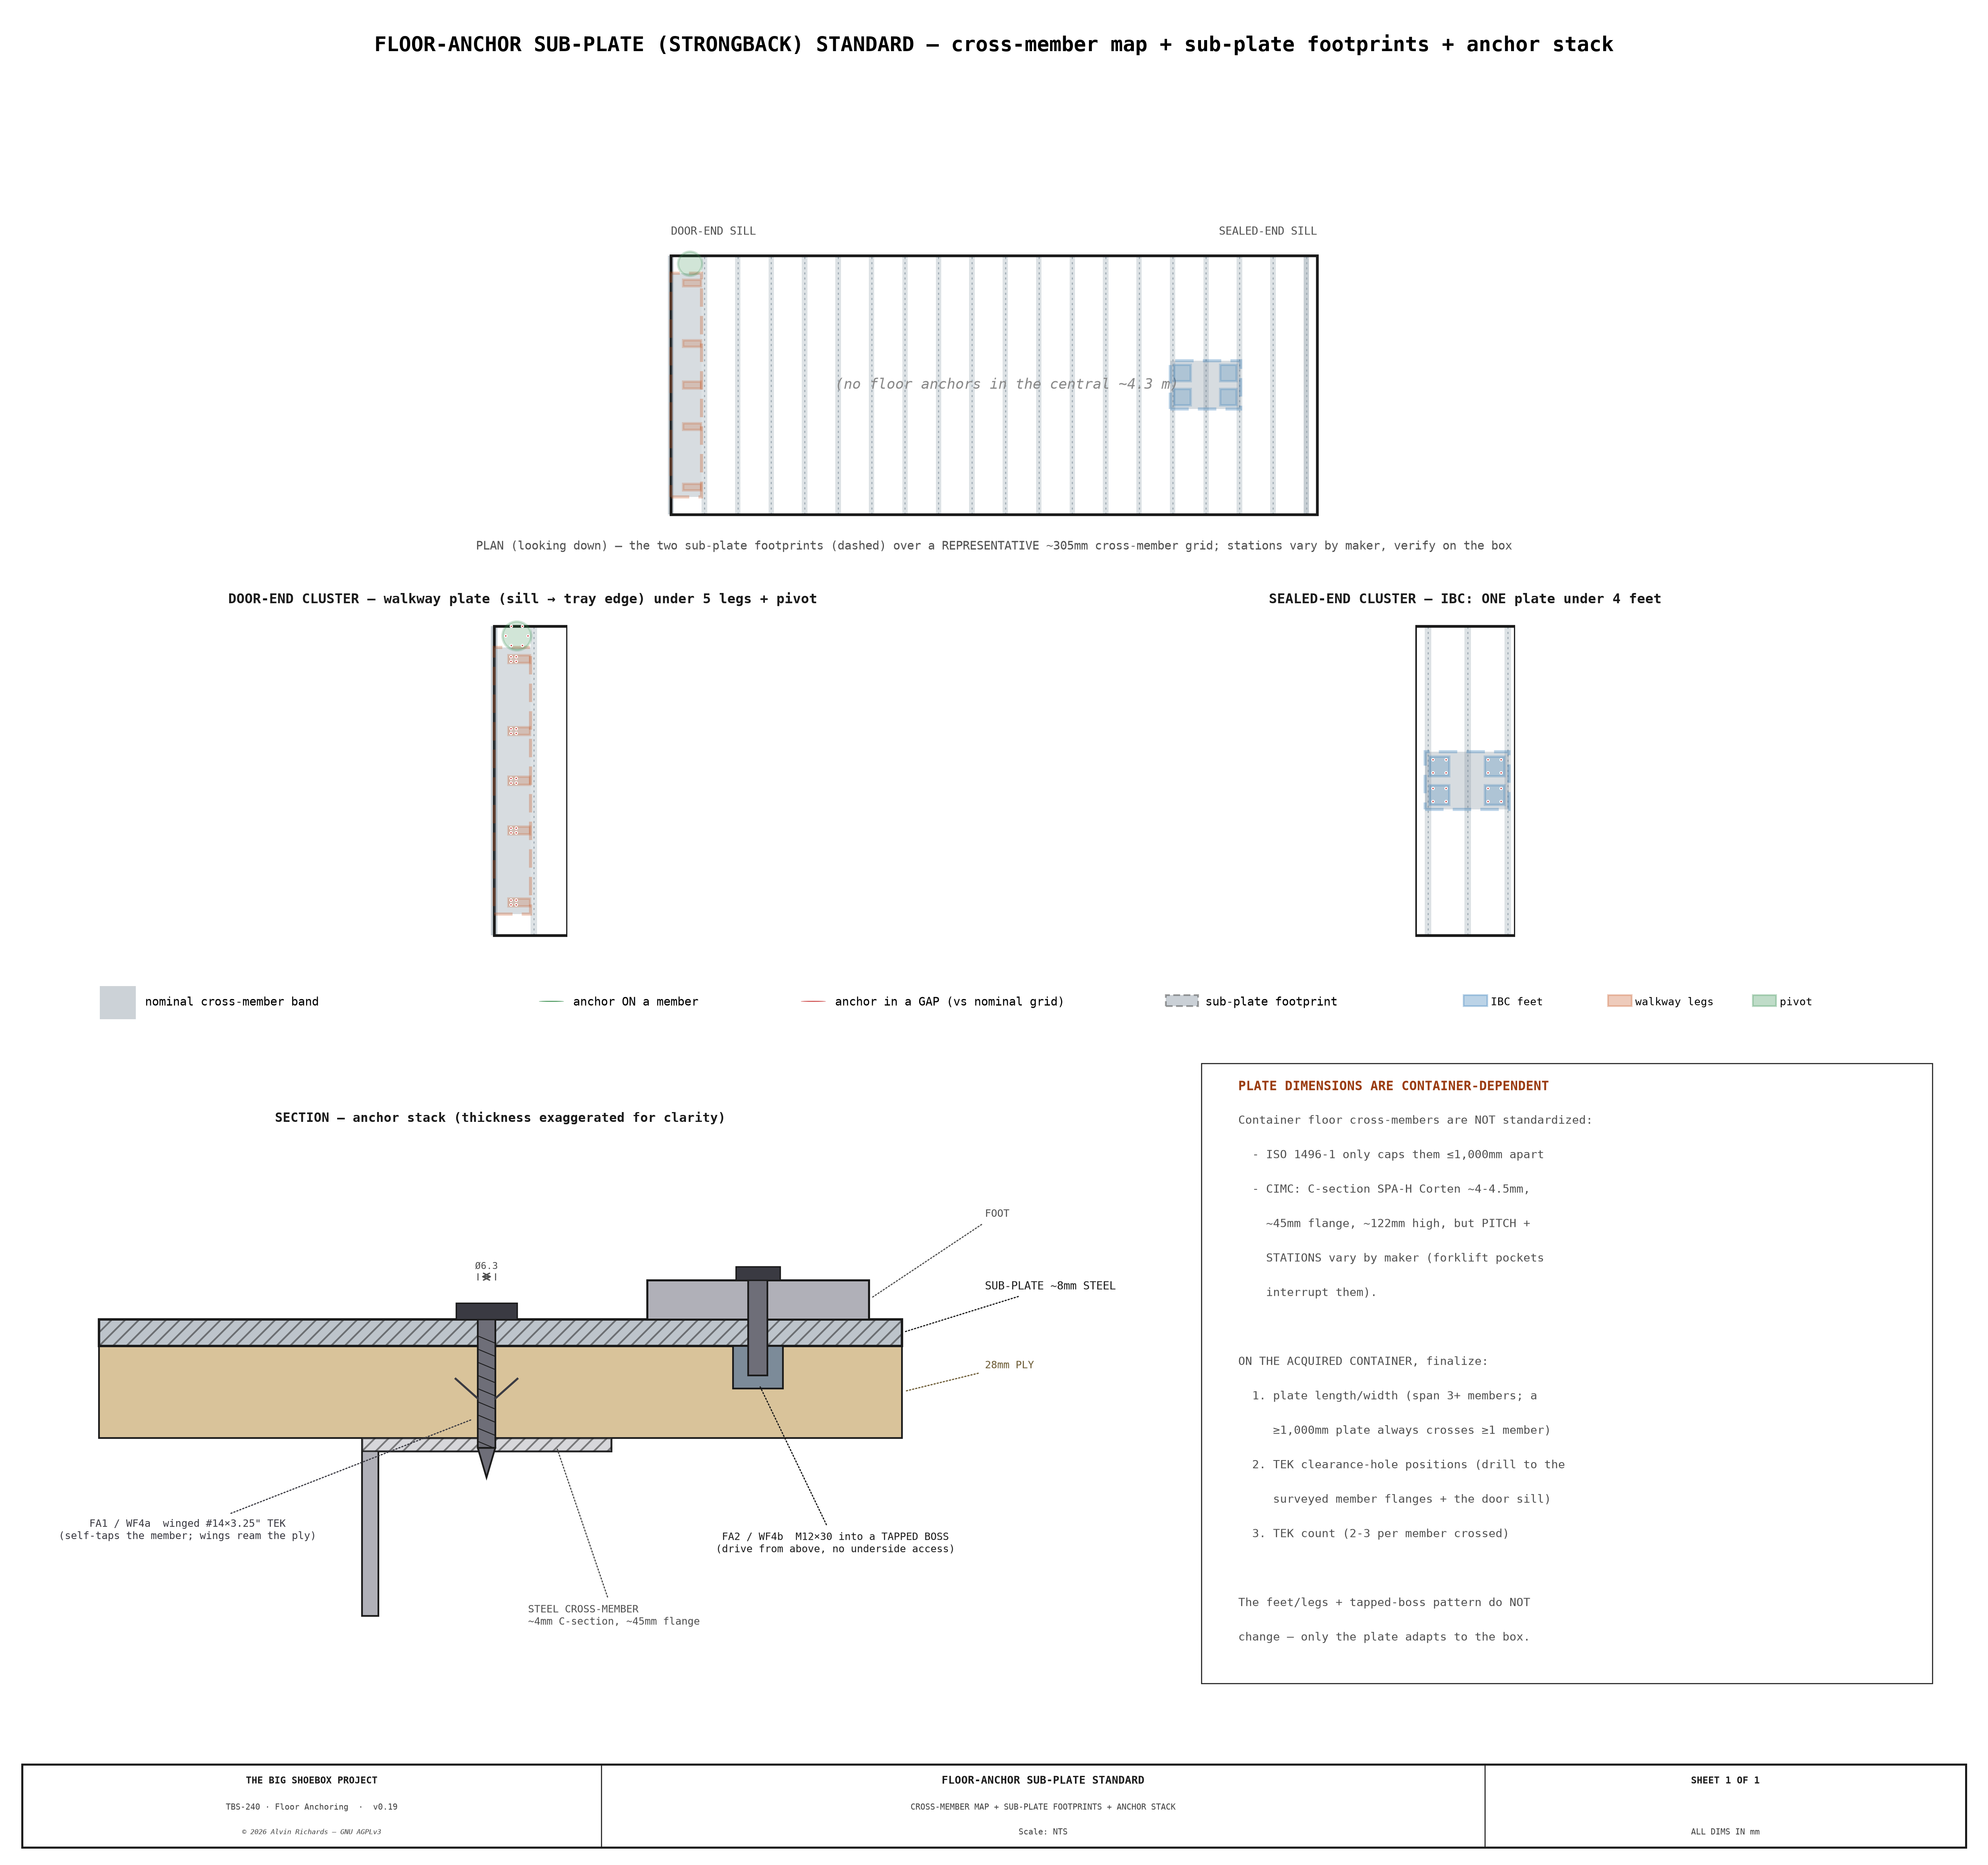 FLOOR-ANCHOR SUB-PLATE (STRONGBACK) STANDARD — cross-member map + sub-plate footprints + anchor stack
DOOR-END SILL
SEALED-END SILL
(no floor anchors in the central ~4.3 m)
PLAN (looking down) — the two sub-plate footprints (dashed) over a REPRESENTATIVE ~305mm cross-member grid; stations vary by maker, verify on the box
DOOR-END CLUSTER — walkway plate (sill → tray edge) under 5 legs + pivot
SEALED-END CLUSTER — IBC: ONE plate under 4 feet
nominal cross-member band
anchor ON a member
anchor in a GAP (vs nominal grid)
sub-plate footprint
IBC feet
walkway legs
pivot
SECTION — anchor stack (thickness exaggerated for clarity)
Ø6.3
FOOT
SUB-PLATE ~8mm STEEL
28mm PLY
FA1 / WF4a  winged #14×3.25" TEK
(self-taps the member; wings ream the ply)
FA2 / WF4b  M12×30 into a TAPPED BOSS
(drive from above, no underside access)
STEEL CROSS-MEMBER
~4mm C-section, ~45mm flange
PLATE DIMENSIONS ARE CONTAINER-DEPENDENT
Container floor cross-members are NOT standardized:
- ISO 1496-1 only caps them ≤1,000mm apart
- CIMC: C-section SPA-H Corten ~4-4.5mm,
~45mm flange, ~122mm high, but PITCH +
STATIONS vary by maker (forklift pockets
interrupt them).
ON THE ACQUIRED CONTAINER, finalize:
1. plate length/width (span 3+ members; a
≥1,000mm plate always crosses ≥1 member)
2. TEK clearance-hole positions (drill to the
surveyed member flanges + the door sill)
3. TEK count (2-3 per member crossed)
The feet/legs + tapped-boss pattern do NOT
change — only the plate adapts to the box.
THE BIG SHOEBOX PROJECT
TBS-240 · Floor Anchoring  ·  v0.19
© 2026 Alvin Richards — GNU AGPLv3
FLOOR-ANCHOR SUB-PLATE STANDARD
CROSS-MEMBER MAP + SUB-PLATE FOOTPRINTS + ANCHOR STACK
Scale: NTS
SHEET 1 OF 1
ALL DIMS IN mm